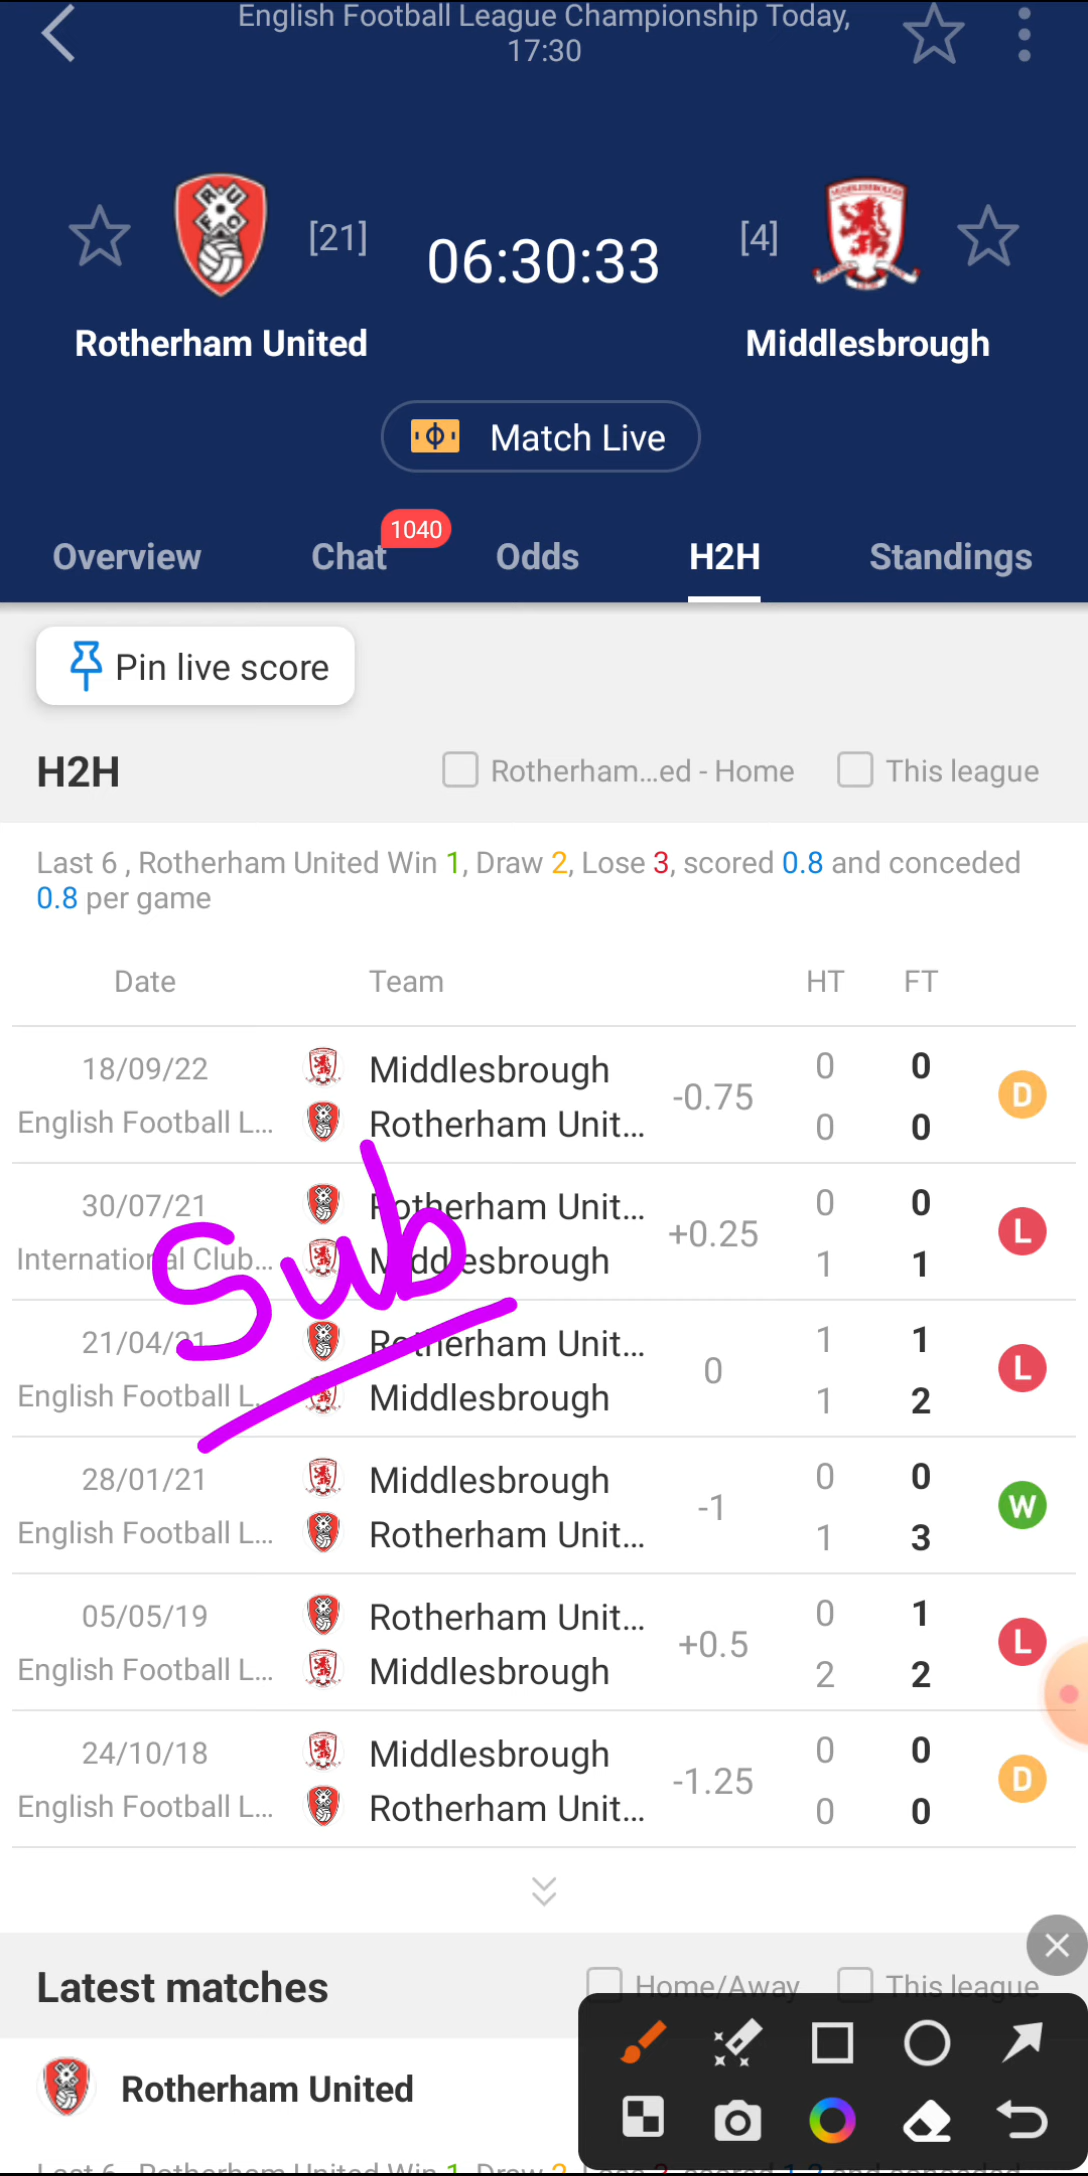 English Football League Championship Today,
17:30
[21] 06:30:33 [4]
Rotherham United Middlesbrough
Match Live
Overview Chat 1040 Odds H2H Standings
Pin live score
H2H Rotherham...ed - Home This league
Last 6 , Rotherham United Win 1, Draw 2, Lose 3, scored 0.8 and conceded
0.8 per game
Date Team HT FT
18/09/22 Middlesbrough -0.75 0 0 D
English Football L... Rotherham Unit... 0 0
30/07/21 Rotherham Unit... +0.25 0 0 L
International Club... Middlesbrough 1 1
Sub
21/04/21 Rotherham Unit... 0 1 1 L
English Football L... Middlesbrough 1 2
28/01/21 Middlesbrough -1 0 0 W
English Football L... Rotherham Unit... 1 3
05/05/19 Rotherham Unit... +0.5 0 1 L
English Football L... Middlesbrough 2 2
24/10/18 Middlesbrough -1.25 0 0 D
English Football L... Rotherham Unit... 0 0
Latest matches Home/Away This league
Rotherham United